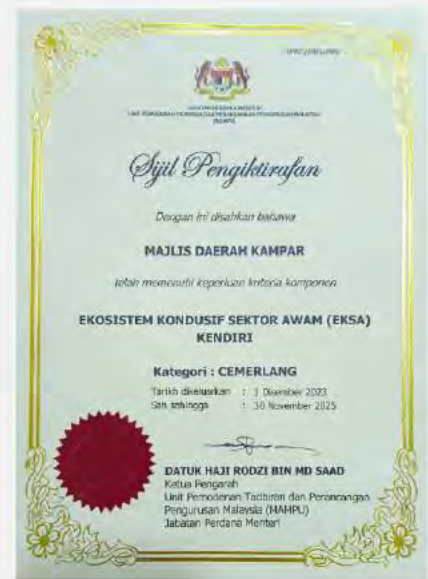 Sijil Pengiktirafan
Dengan ini disahkan bahawa
MAJLIS DAERAH KAMPAR
telah memenuhi keperluan kriteria komponen
EKOSISTEM KONDUSIF SEKTOR AWAM (EKSA)
KENDIRI
Kategori : CEMERLANG
Tarikh dikeluarkan : 1 Disember 2023
Sah sehingga : 30 November 2025
DATUK HAJI RODZI BIN MD SAAD
Ketua Pengarah
Unit Pemodenan Tadbiran dan Perancangan
Pengurusan Malaysia (MAMPU)
Jabatan Perdana Menteri